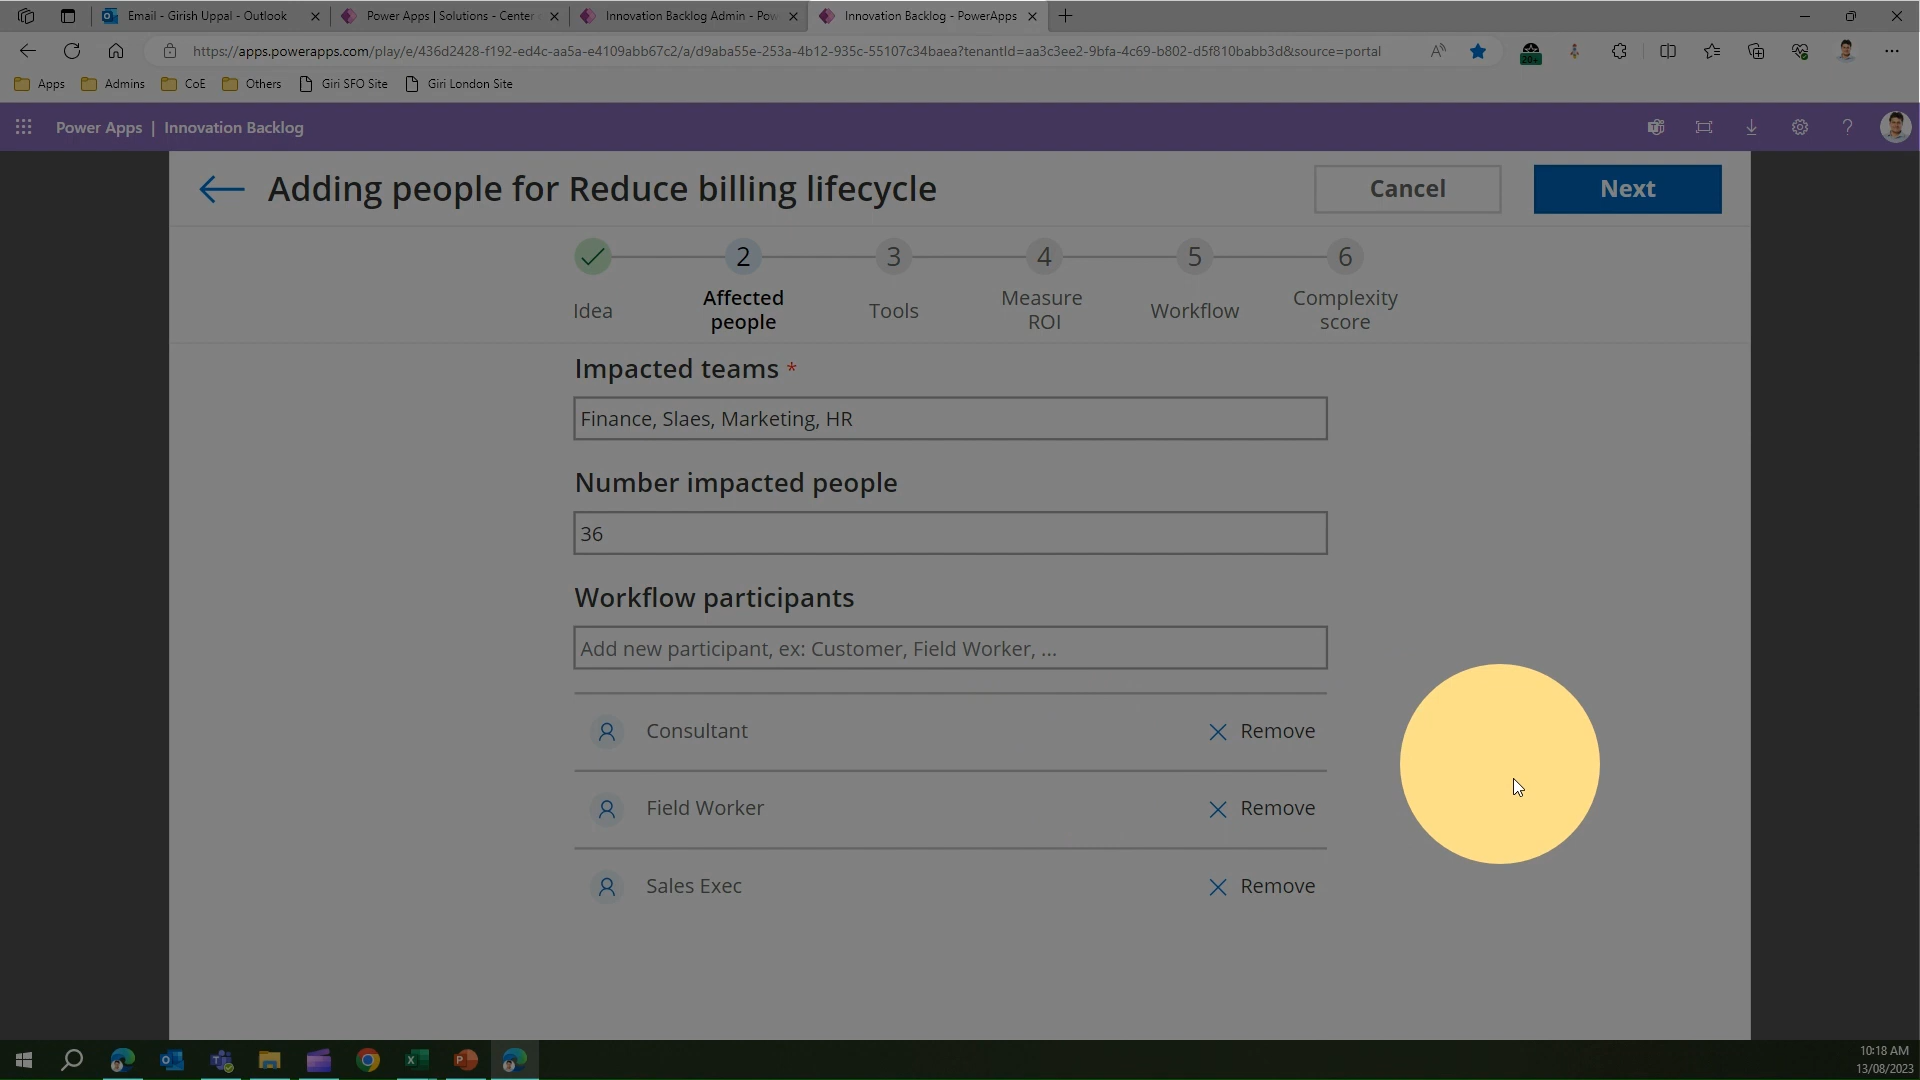 Email - Girish Uppal - Outlook
Power Apps | Solutions - Center
Innovation Backlog Admin - Pow
Innovation Backlog - PowerApps
https://apps.powerapps.com/play/e/436d2428-f192-ed4c-aa5a-e4109abb67c2/a/d9aba55e-253a-4b12-935c-55107c34baea?tenantId=aa3c3ee2-9bfa-4c69-b802-d5f810babb3d&source=portal
20+
Apps
Admins
CoE
Others
Giri SFO Site
Giri London Site
Power Apps | Innovation Backlog
Adding people for Reduce billing lifecycle
Cancel
Next
2
3
4
5
6
Idea
Affected people
Tools
Measure ROI
Workflow
Complexity score
Impacted teams *
Finance, Slaes, Marketing, HR
Number impacted people
36
Workflow participants
Add new participant, ex: Customer, Field Worker, ...
Consultant
Remove
Field Worker
Remove
Sales Exec
Remove
10:18 AM
13/08/2023